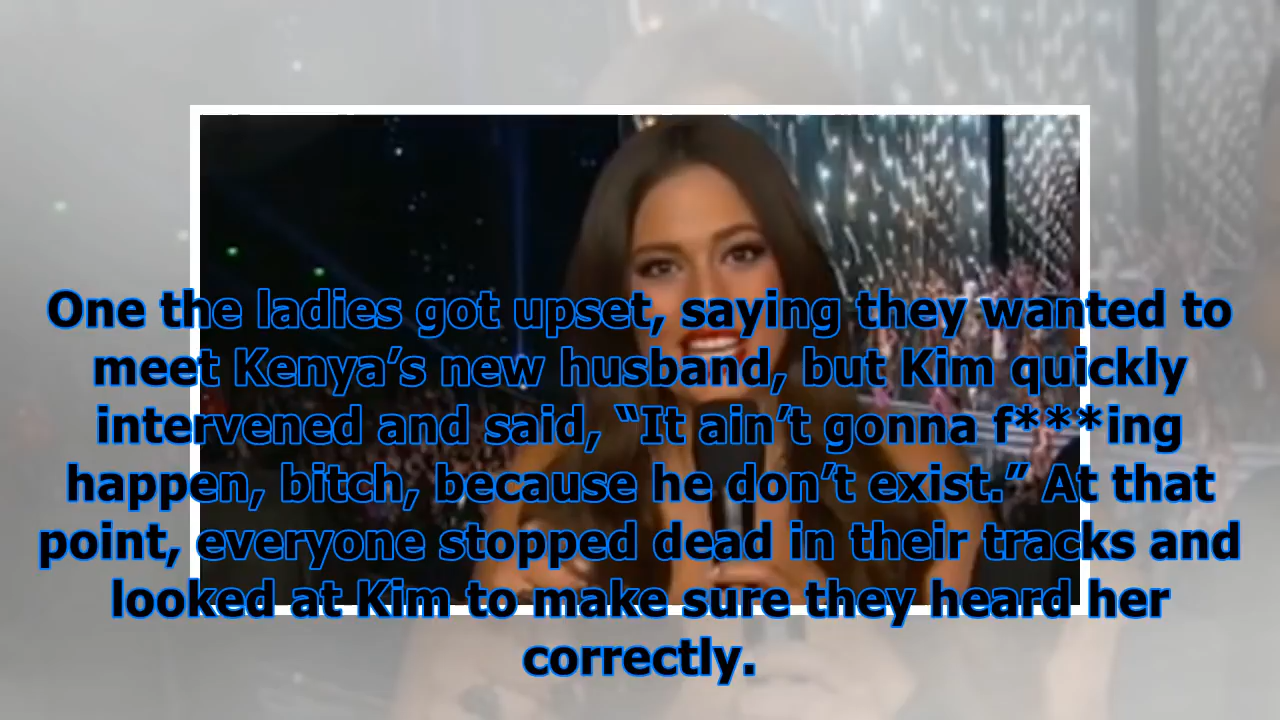 One the ladies got upset, saying they wanted to
meet Kenya’s new husband, but Kim quickly
intervened and said, “It ain’t gonna f***ing
happen, bitch, because he don’t exist.” At that
point, everyone stopped dead in their tracks and
looked at Kim to make sure they heard her
correctly.